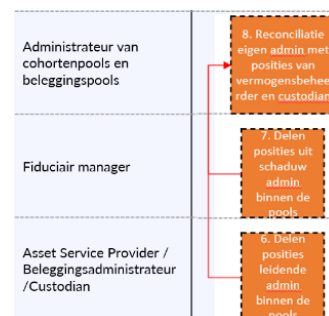 Administrateur van
cohortenpools en
beleggingspools
8. Reconciliatie
eigen admin met
posities van
vermogensbehee
rder en custodian
Fiduciair manager
7. Delen
posities uit
schaduw
admin
binnen de
pools
Asset Service Provider /
Beleggingsadministrateur
/Custodian
6. Delen
posities
leidende
admin
binnen de
pools